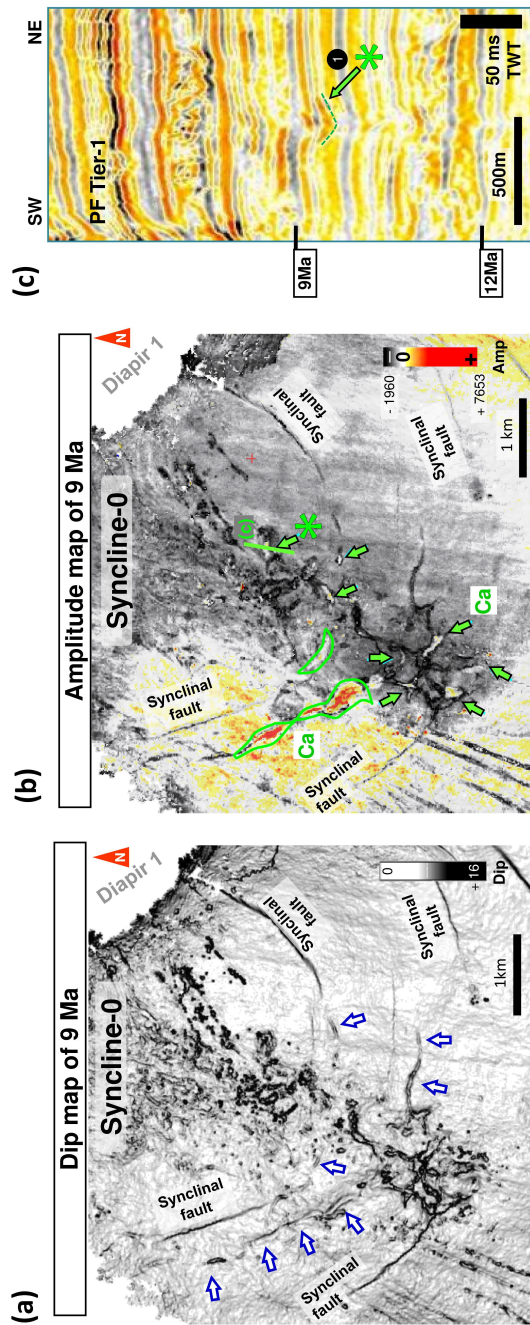 (a)
Dip map of 9 Ma
Syncline-0
N
Diapir 1
Synclinal
fault
Synclinal
fault
Synclinal
fault
Synclinal
fault
0
+ 16
Dip
1km
(b)
Amplitude map of 9 Ma
Syncline-0
N
Diapir 1
Synclinal
fault
Synclinal
fault
Synclinal
fault
Synclinal
fault
(c)
Ca
Ca
- 1960
0
+
+ 7653
Amp
1 km
(c)
SW
NE
PF Tier-1
1
9Ma
12Ma
500m
50 ms
TWT